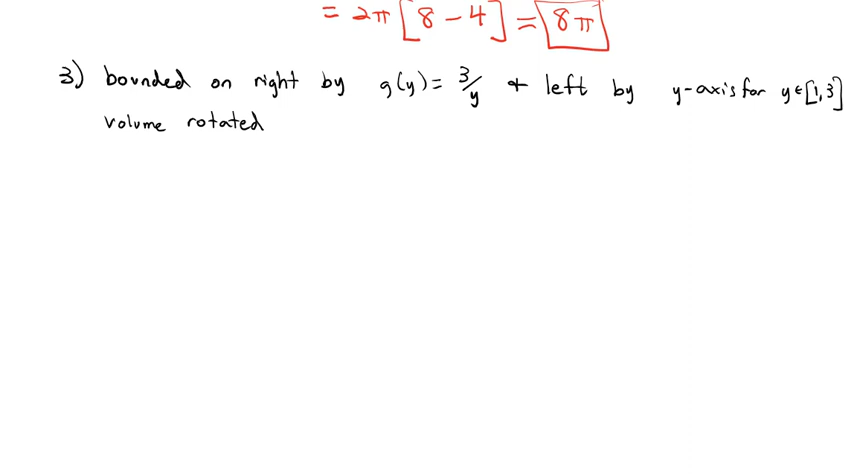 = 2π [8 - 4] = 8π
3) bounded on right by g(y) = 3/y + left by y-axis for y ϵ [1, 3]
volume rotated